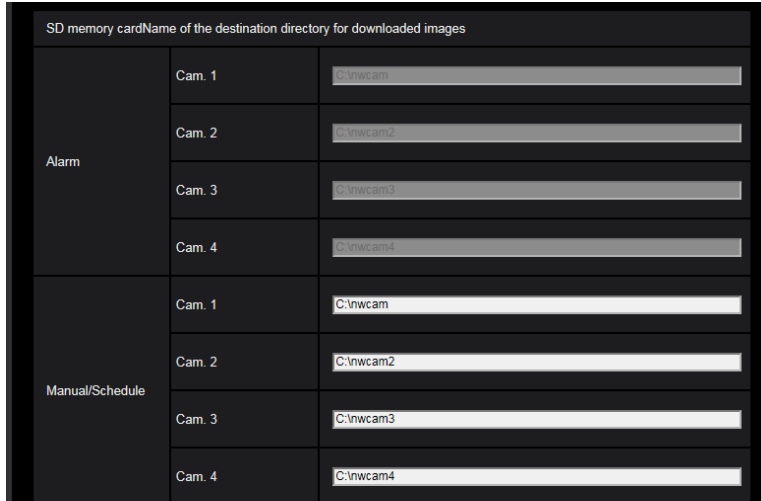 SD memory cardName of the destination directory for downloaded images
Alarm
Cam. 1
C:\nwcam
Cam. 2
C:\nwcam2
Cam. 3
C:\nwcam3
Cam. 4
C:\nwcam4
Manual/Schedule
Cam. 1
C:\nwcam
Cam. 2
C:\nwcam2
Cam. 3
C:\nwcam3
Cam. 4
C:\nwcam4